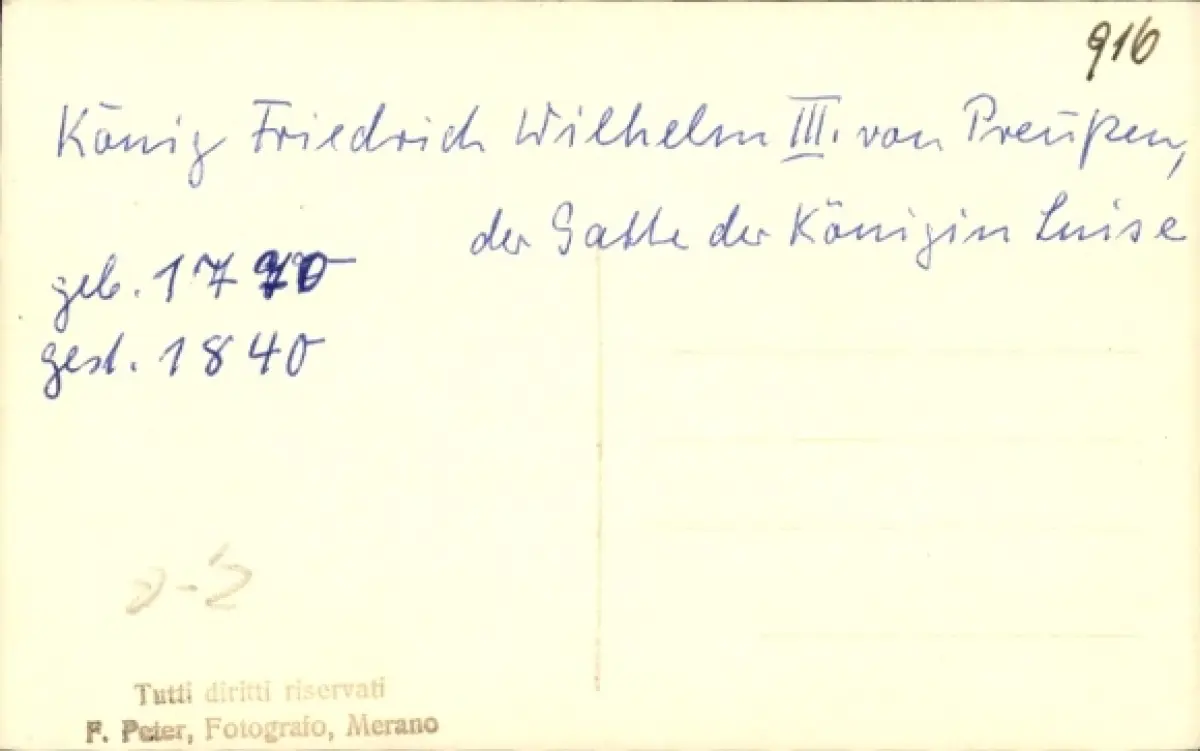 916
König Friedrich Wilhelm III. von Preußen,
der Gatte der Königin Luise
geb. 1770
gest. 1840
Tutti diritti riservati
F. Peter, Fotografo, Merano